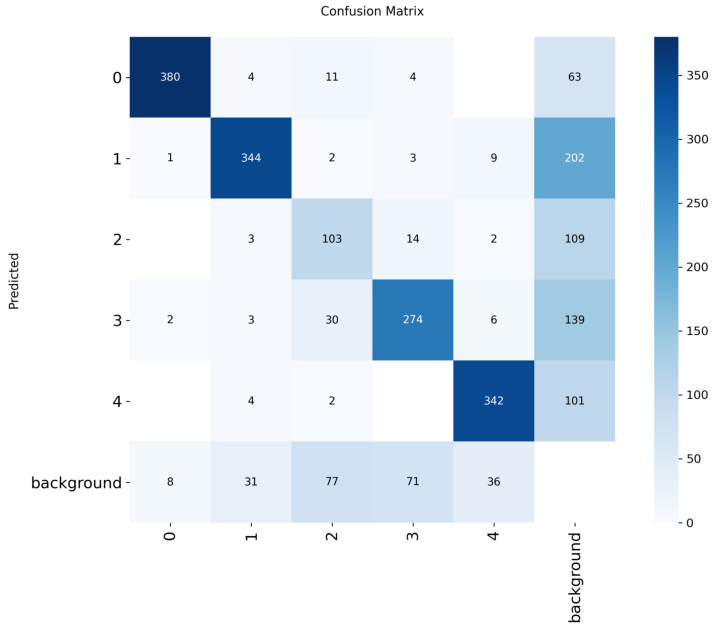 Confusion Matrix
0 380 4 11 4 63
1 1 344 2 3 9 202
2 3 103 14 2 109
3 2 3 30 274 6 139
4 4 2 342 101
background 8 31 77 71 36
0 1 2 3 4 background
Predicted
350
300
250
200
150
100
50
0